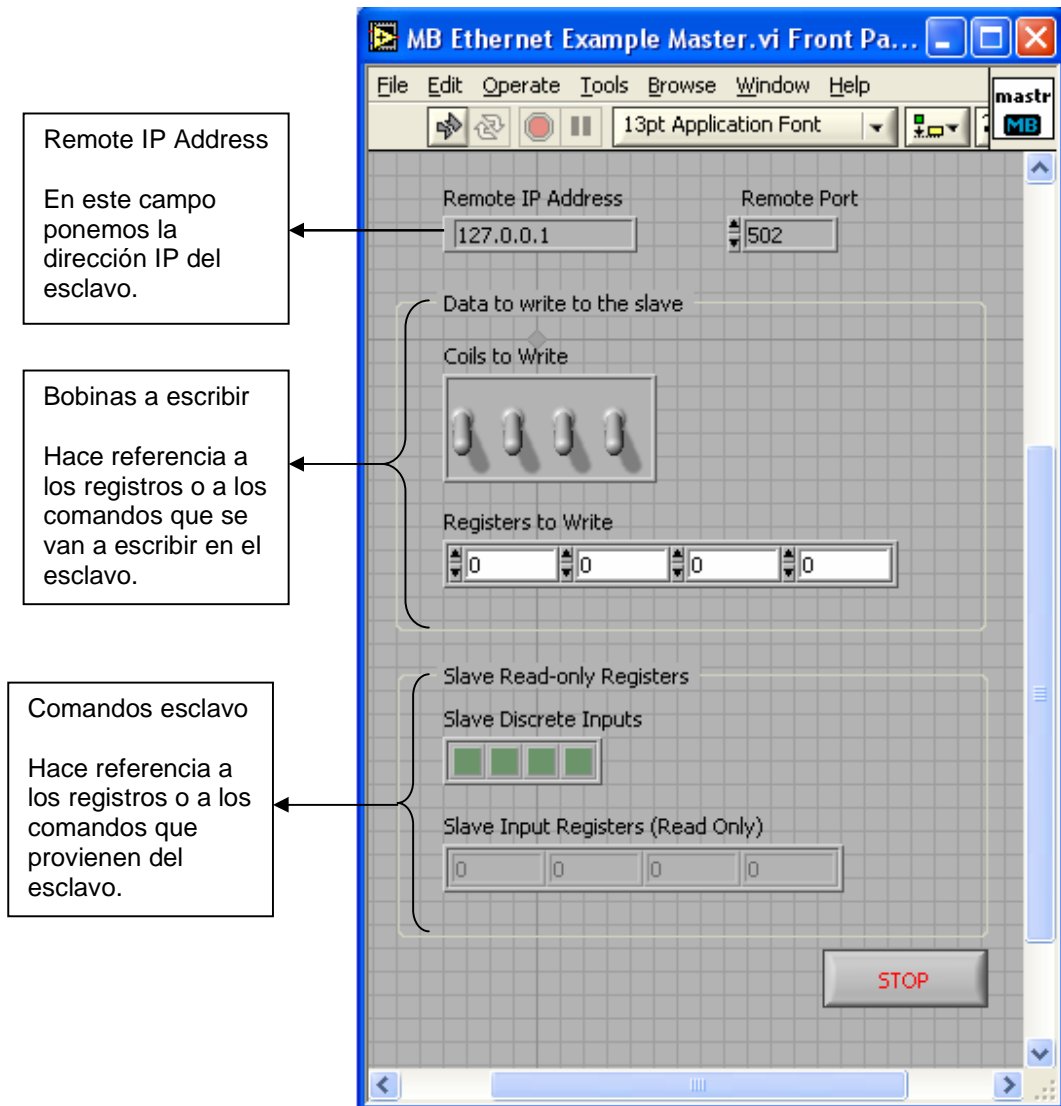 MB Ethernet Example Master.vi Front Pa...
File Edit Operate Tools Browse Window Help
mastr
MB
13pt Application Font
Remote IP Address
En este campo
ponemos la
dirección IP del
esclavo.
Remote IP Address
Remote Port
127.0.0.1
502
Data to write to the slave
Coils to Write
Bobinas a escribir
Hace referencia a
los registros o a los
comandos que se
van a escribir en el
esclavo.
Registers to Write
0 0 0 0
Slave Read-only Registers
Slave Discrete Inputs
Comandos esclavo
Hace referencia a
los registros o a los
comandos que
provienen del
esclavo.
Slave Input Registers (Read Only)
0 0 0 0
STOP